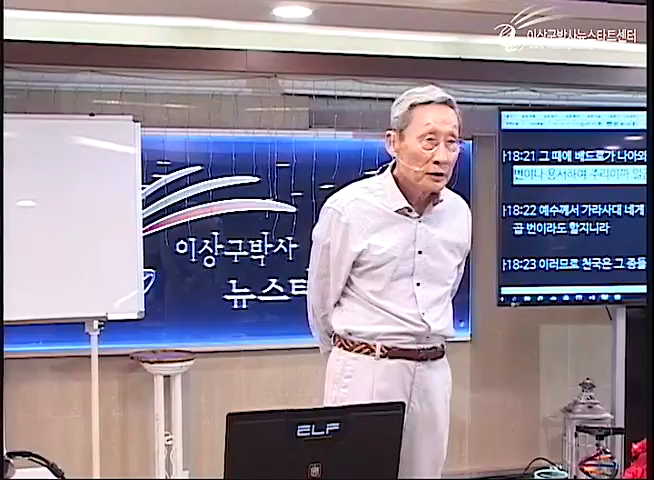 이상구박사뉴스타트센터
이상구박사
뉴스타
18:21 그 때에 베드로가 나아와
번이나 용서하여 주리이까 일곱
18:22 예수께서 가라사대 네게
곱 번이라도 할지니라
18:23 이러므로 천국은 그 종들
ELF